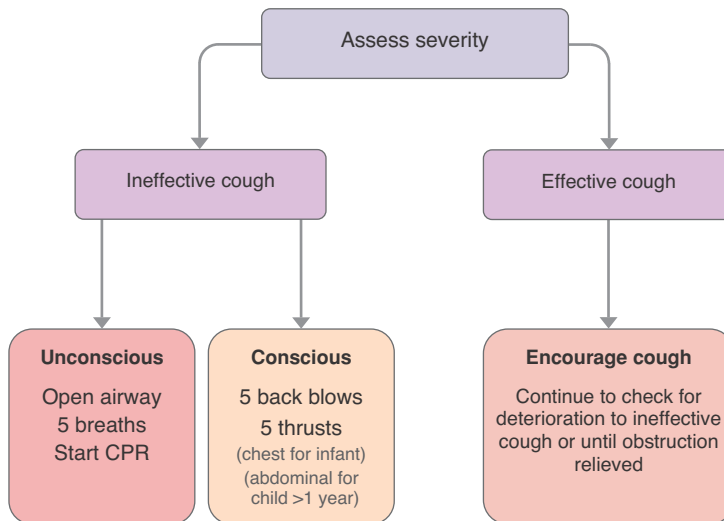 Assess severity
Ineffective cough
Effective cough
Unconscious
Open airway
5 breaths
Start CPR
Conscious
5 back blows
5 thrusts
(chest for infant)
(abdominal for
child >1 year)
Encourage cough
Continue to check for
deterioration to ineffective
cough or until obstruction
relieved